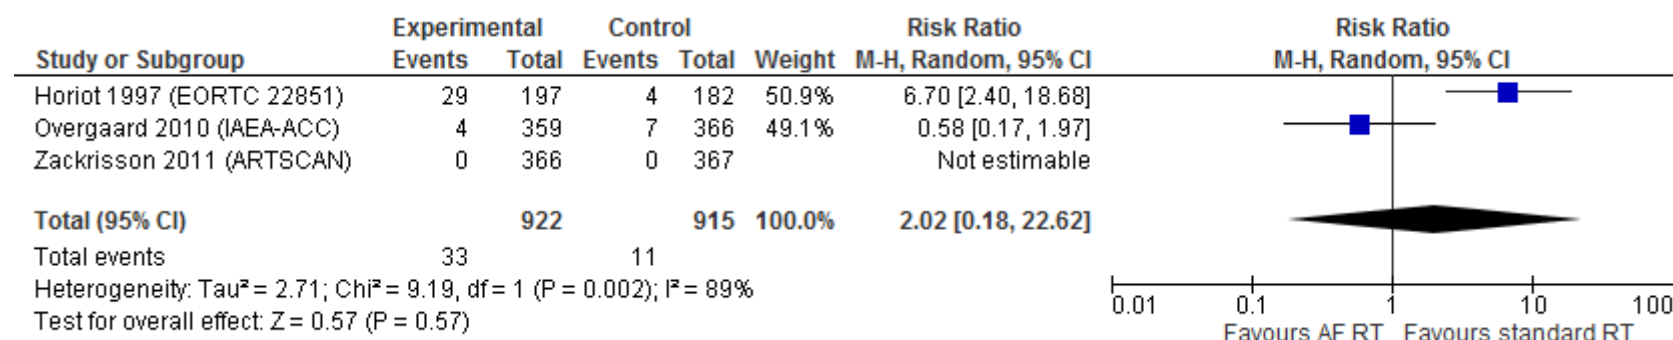 Experimental Control Risk Ratio Risk Ratio
Study or Subgroup Events Total Events Total Weight M-H, Random, 95% CI M-H, Random, 95% CI
Horiot 1997 (EORTC 22851) 29 197 4 182 50.9% 6.70 [2.40, 18.68]
Overgaard 2010 (IAEA-ACC) 4 359 7 366 49.1% 0.58 [0.17, 1.97]
Zackrisson 2011 (ARTSCAN) 0 366 0 367 Not estimable
Total (95% CI) 922 915 100.0% 2.02 [0.18, 22.62]
Total events 33 11
Heterogeneity: Tau² = 2.71; Chi² = 9.19, df = 1 (P = 0.002); I² = 89%
Test for overall effect: Z = 0.57 (P = 0.57)
0.01 0.1 1 10 100
Favours AF RT Favours standard RT